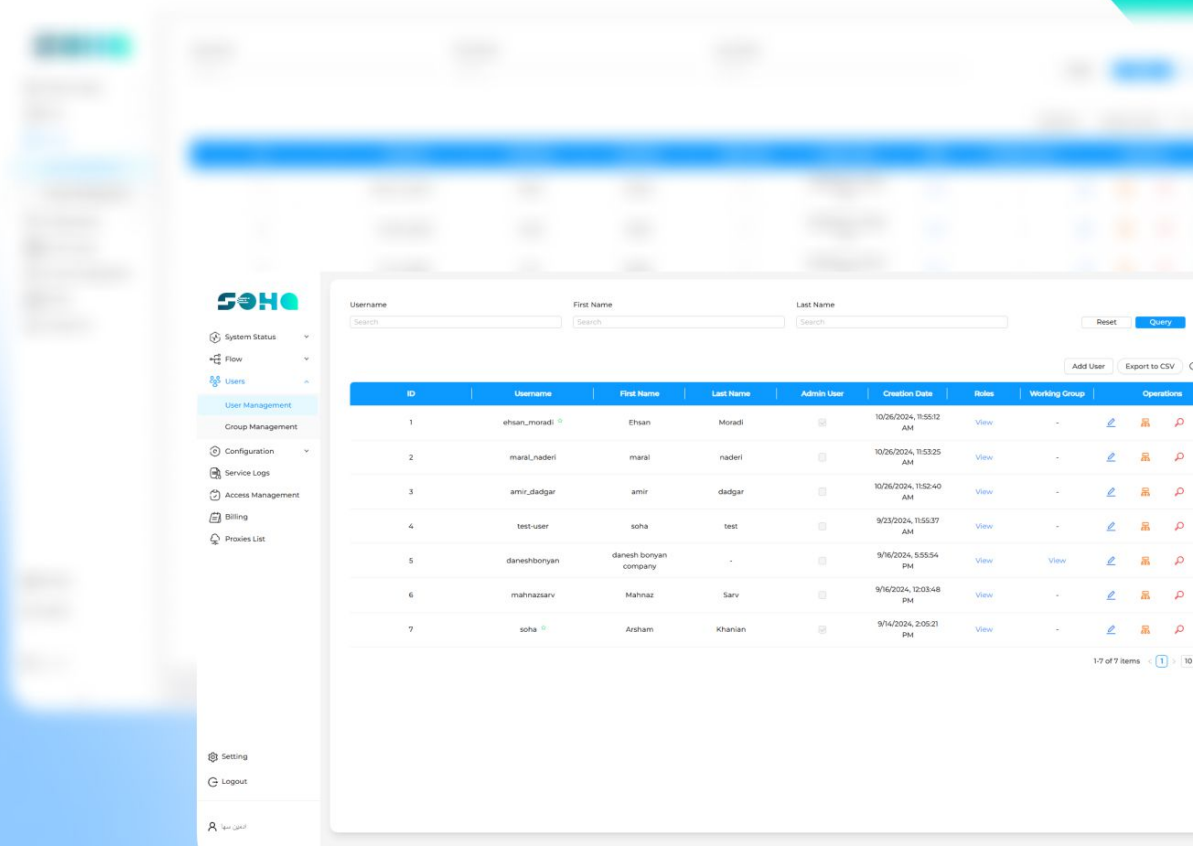 SOHA
System Status
Flow
Users
User Management
Group Management
Configuration
Service Logs
Access Management
Billing
Proxies List
Setting
Logout
ادمین سها
Username First Name Last Name
Search Search Search
Reset Query
Add User Export to CSV
ID Username First Name Last Name Admin User Creation Date Roles Working Group Operations
1 ehsan_moradi Ehsan Moradi 10/26/2024, 11:55:12 AM View -
2 maral_naderi maral naderi 10/26/2024, 11:53:25 AM View -
3 amir_dadgar amir dadgar 10/26/2024, 11:52:40 AM View -
4 test-user soha test 9/23/2024, 11:55:37 AM View -
5 daneshbonyan danesh bonyan company - 9/16/2024, 5:55:54 PM View View
6 mahnazsarv Mahnaz Sarv 9/16/2024, 12:03:48 PM View -
7 soha Arsham Khanian 9/14/2024, 2:05:21 PM View -
1-7 of 7 items < 1 > 10